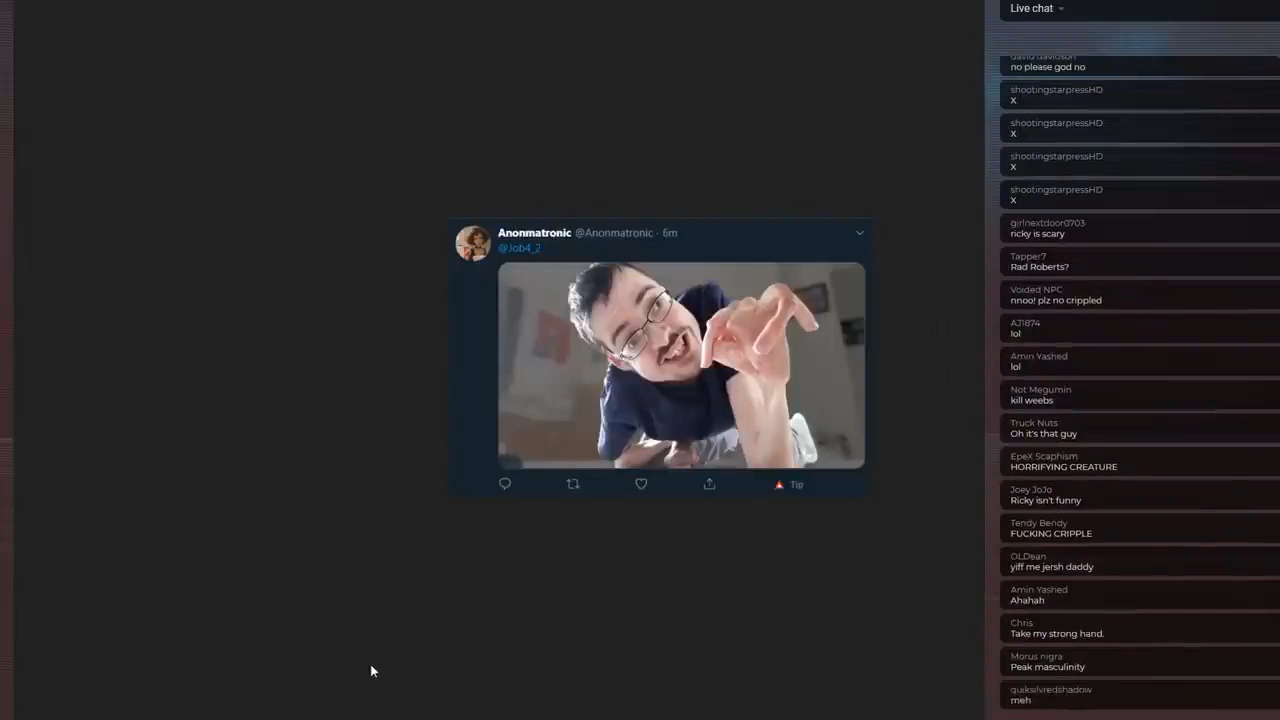 Live chat
david davidson
no please god no
shootingstarpressHD
X
shootingstarpressHD
X
shootingstarpressHD
X
shootingstarpressHD
X
girlnextdoor0703
ricky is scary
Tapper7
Rad Roberts?
Voided NPC
nnoo! plz no crippled
AJ1874
lol
Amin Yashed
lol
Not Megumin
kill weebs
Truck Nuts
Oh it's that guy
EpeX Scaphism
HORRIFYING CREATURE
Joey JoJo
Ricky isn't funny
Tendy Bendy
FUCKING CRIPPLE
OLDean
yiff me jersh daddy
Amin Yashed
Ahahah
Chris
Take my strong hand.
Morus nigra
Peak masculinity
quiksilvredshadow
meh
Anonmatronic @Anonmatronic · 6m
@Job4_2
Tip